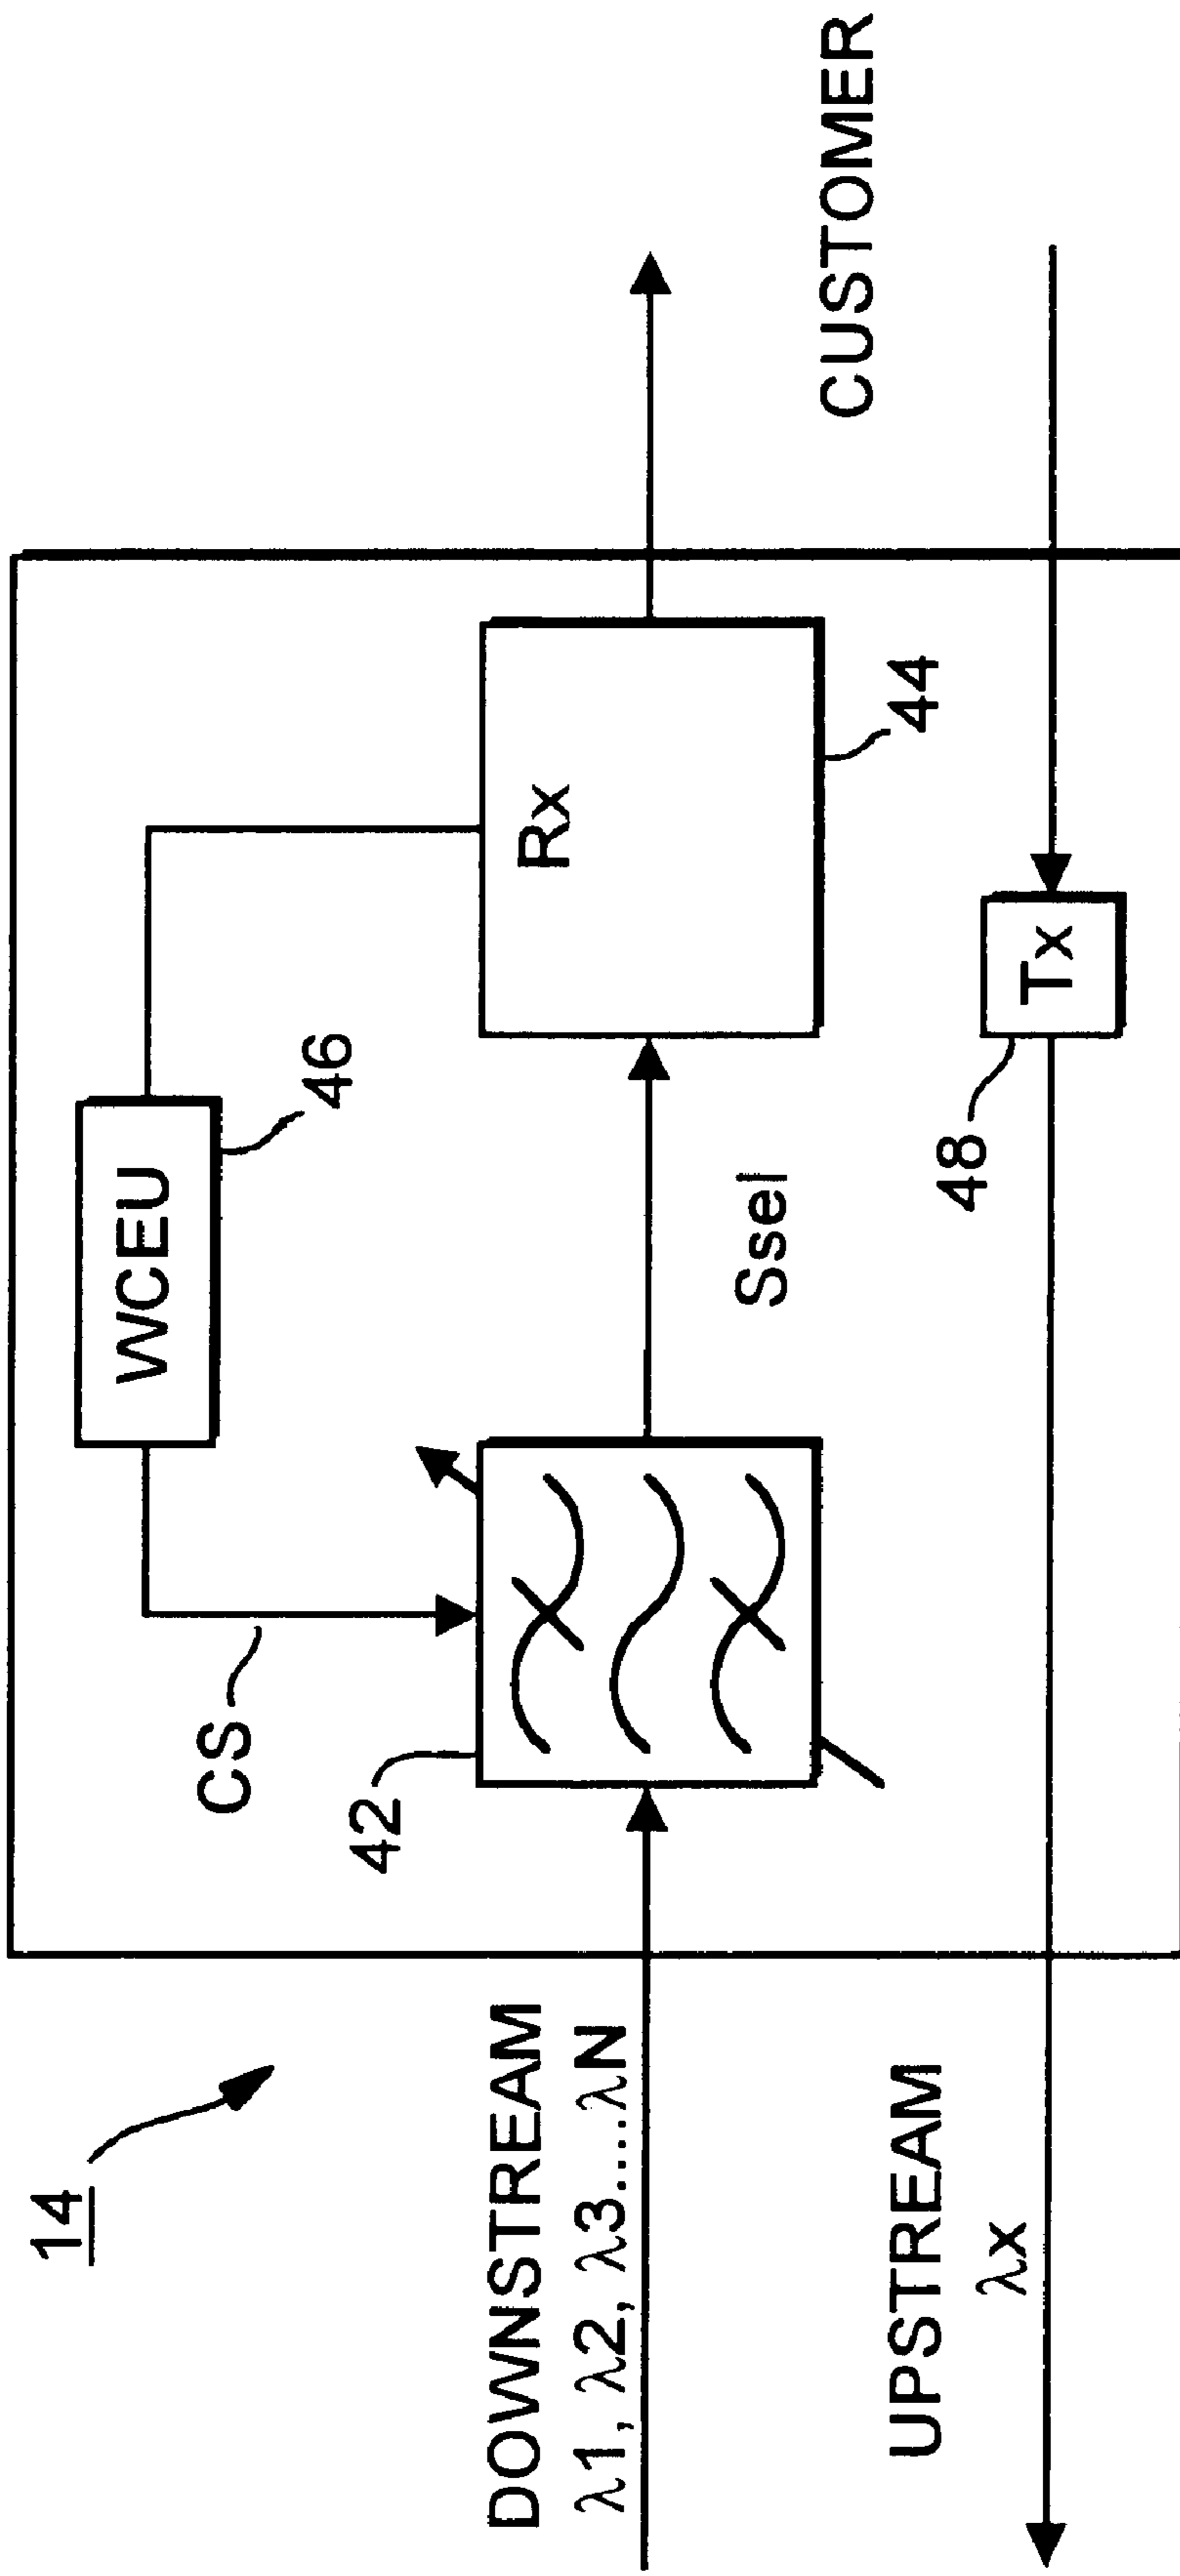 14
DOWNSTREAM
λ1, λ2, λ3.....λN
UPSTREAM
λx
CS
42
WCEU
46
Ssel
Rx
44
48
Tx
CUSTOMER